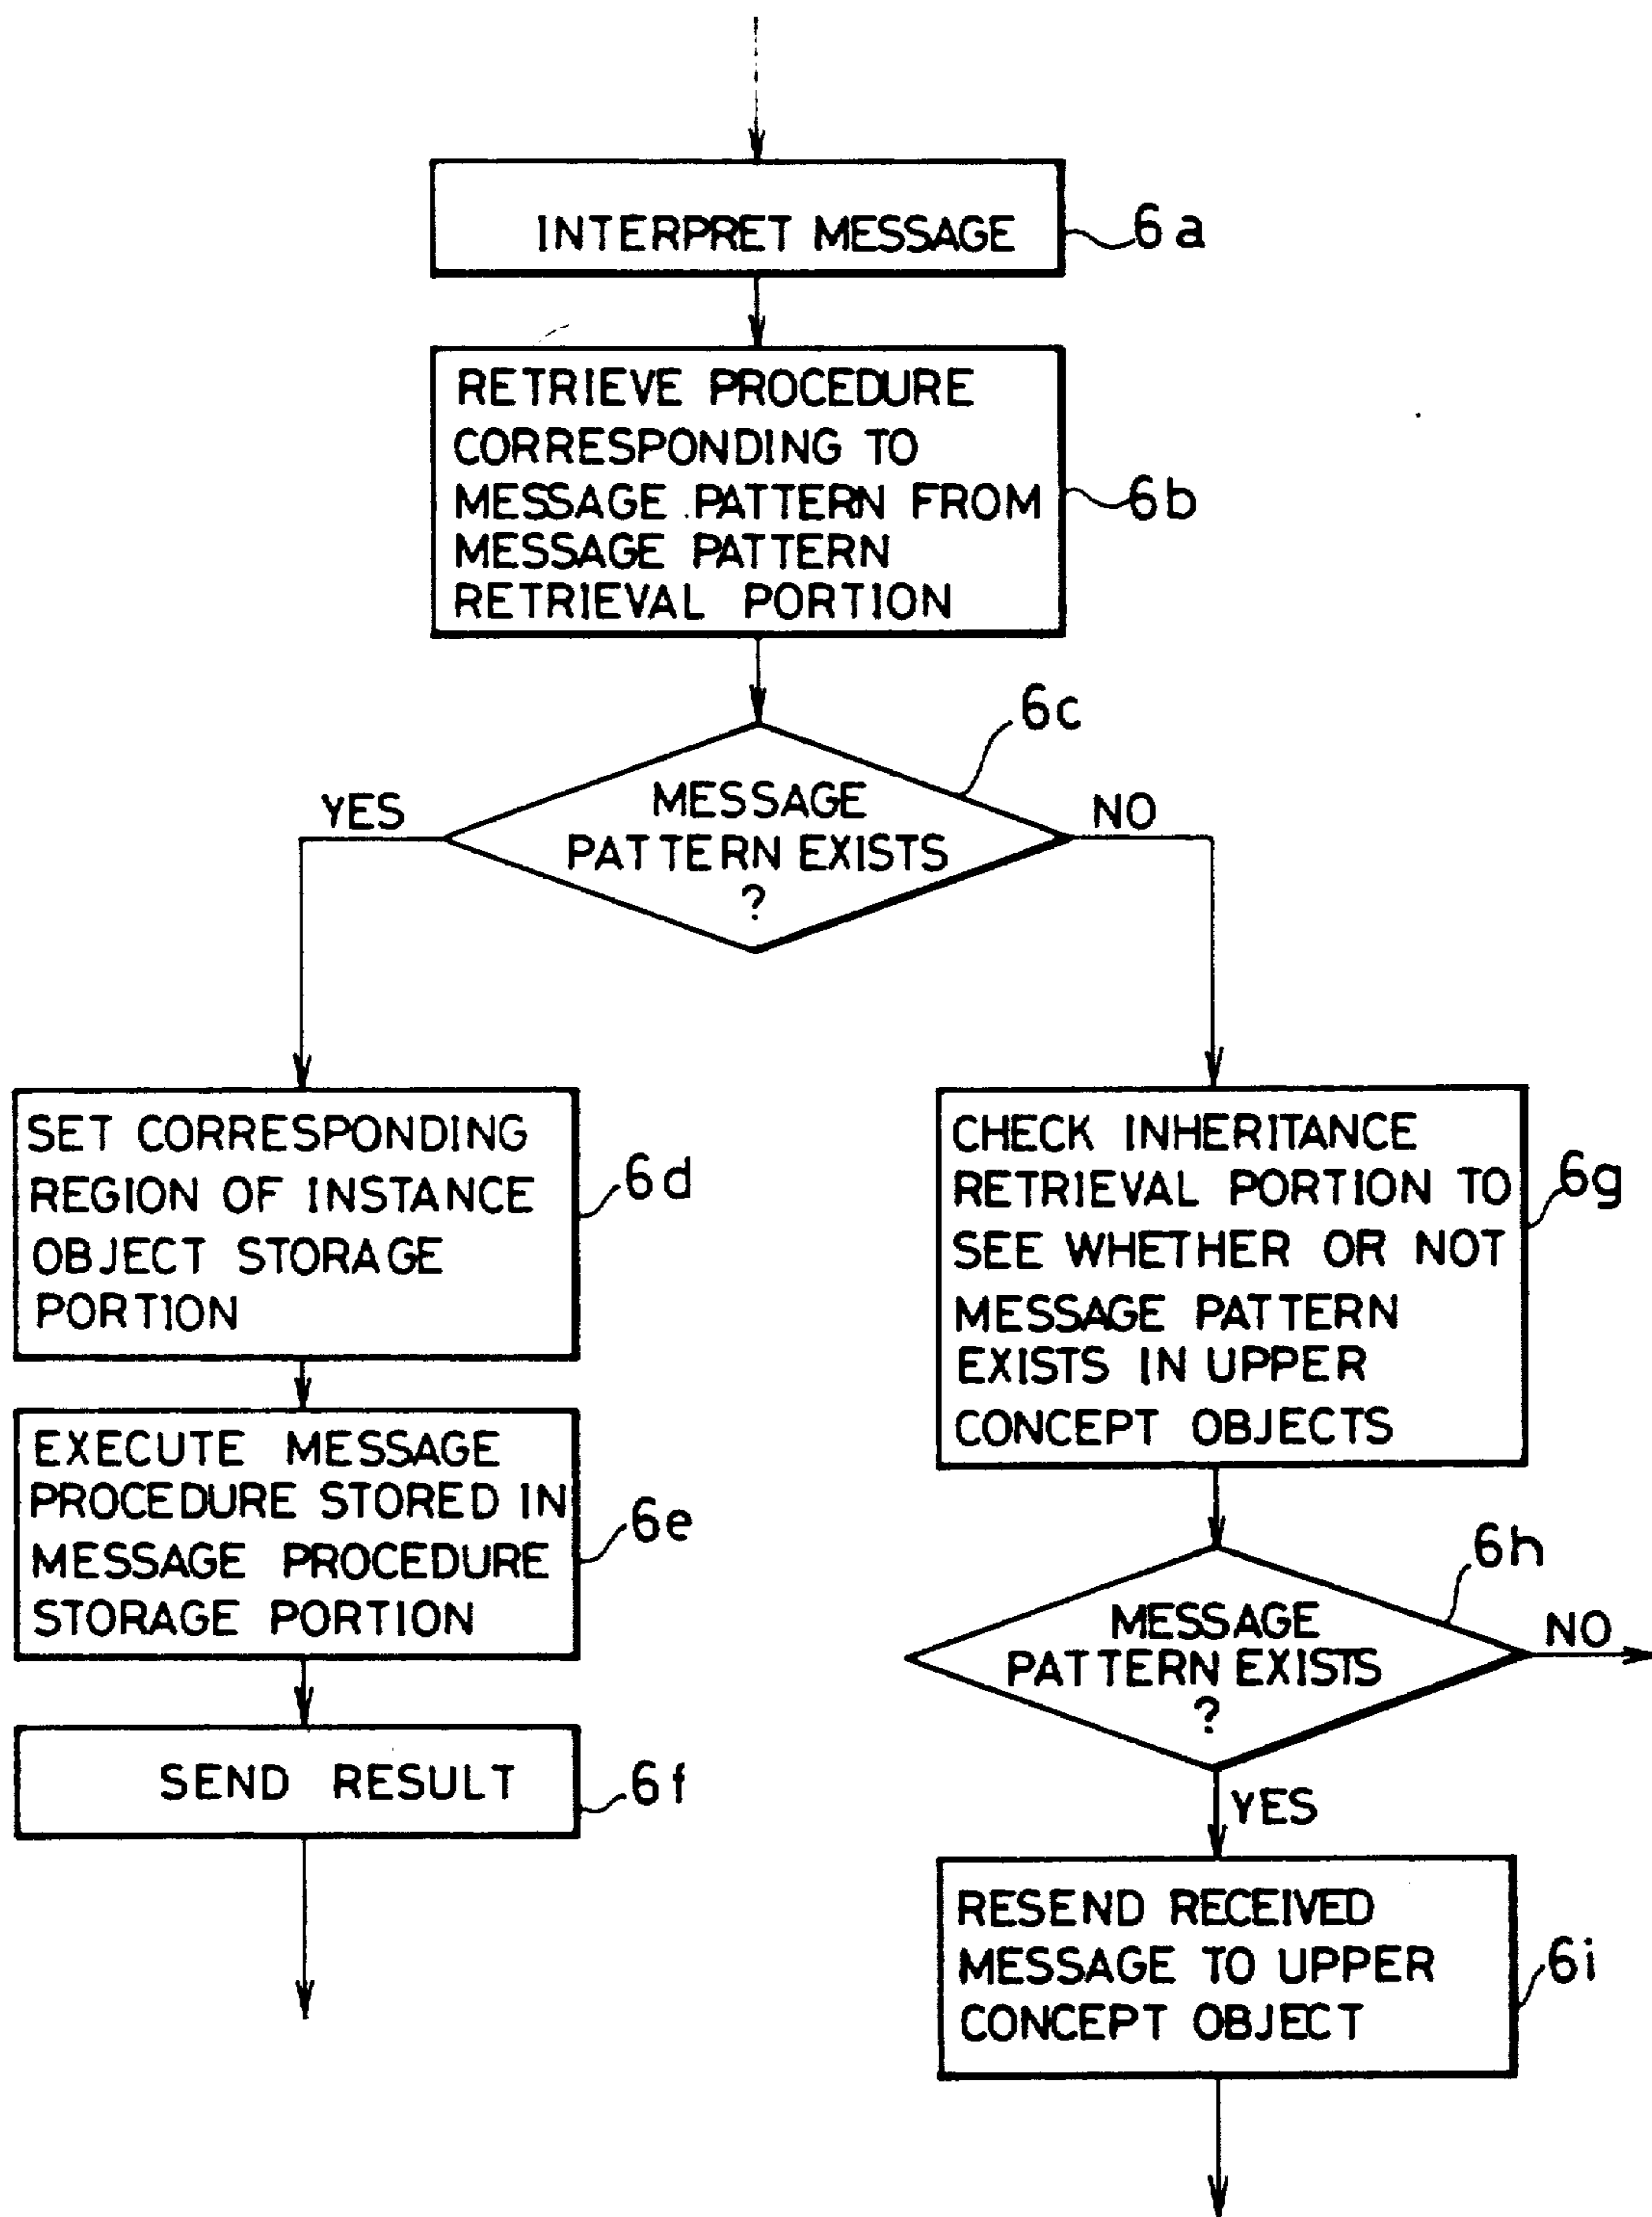 INTERPRET MESSAGE
6a
RETRIEVE PROCEDURE
CORRESPONDING TO
MESSAGE PATTERN FROM
MESSAGE PATTERN
RETRIEVAL PORTION
6b
6c
MESSAGE
PATTERN EXISTS
?
YES
NO
SET CORRESPONDING
REGION OF INSTANCE
OBJECT STORAGE
PORTION
6d
EXECUTE MESSAGE
PROCEDURE STORED IN
MESSAGE PROCEDURE
STORAGE PORTION
6e
SEND RESULT
6f
CHECK INHERITANCE
RETRIEVAL PORTION TO
SEE WHETHER OR NOT
MESSAGE PATTERN
EXISTS IN UPPER
CONCEPT OBJECTS
6g
6h
MESSAGE
PATTERN EXISTS
?
NO
YES
RESEND RECEIVED
MESSAGE TO UPPER
CONCEPT OBJECT
6i